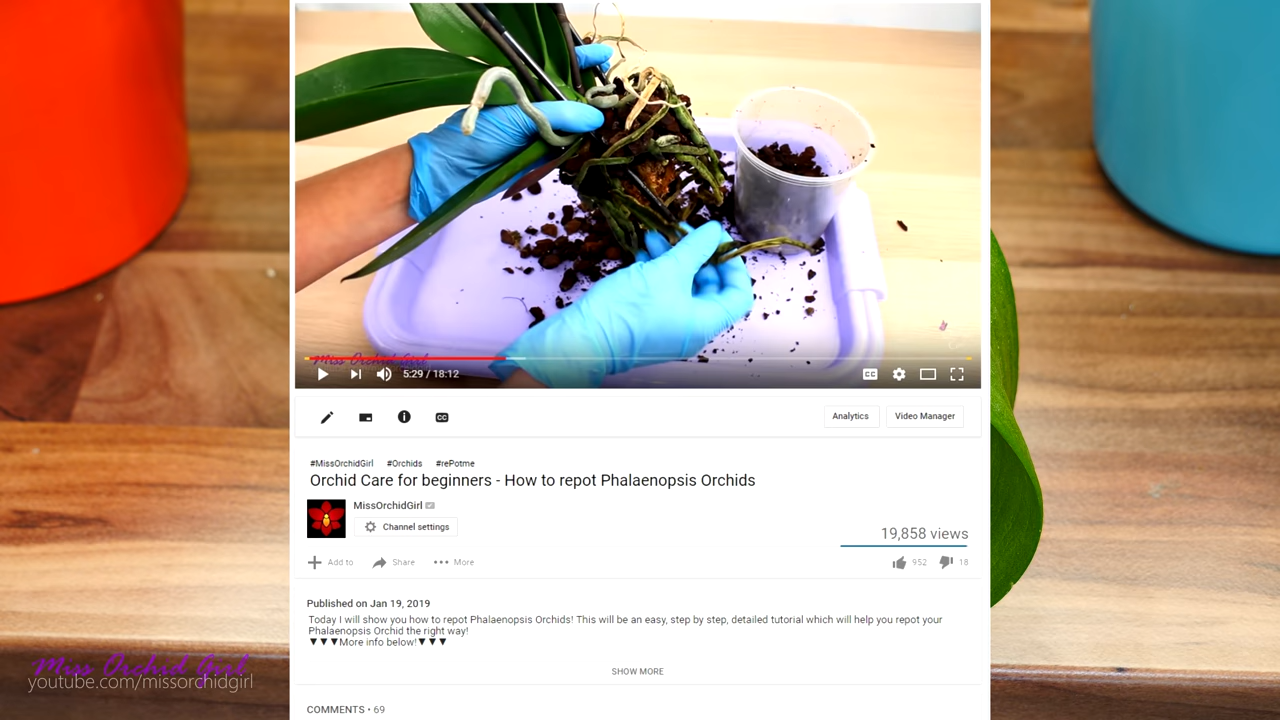 Miss Orchid Girl
5:29 / 18:12
CC
CC
Analytics
Video Manager
#MissOrchidGirl #Orchids #rePotme
Orchid Care for beginners - How to repot Phalaenopsis Orchids
MissOrchidGirl
Channel settings
19,858 views
Add to
Share
More
952
18
Published on Jan 19, 2019
Today I will show you how to repot Phalaenopsis Orchids! This will be an easy, step by step, detailed tutorial which will help you repot your
Phalaenopsis Orchid the right way!
▼▼▼More info below!▼▼▼
SHOW MORE
COMMENTS • 69
Miss Orchid Girl
youtube.com/missorchidgirl